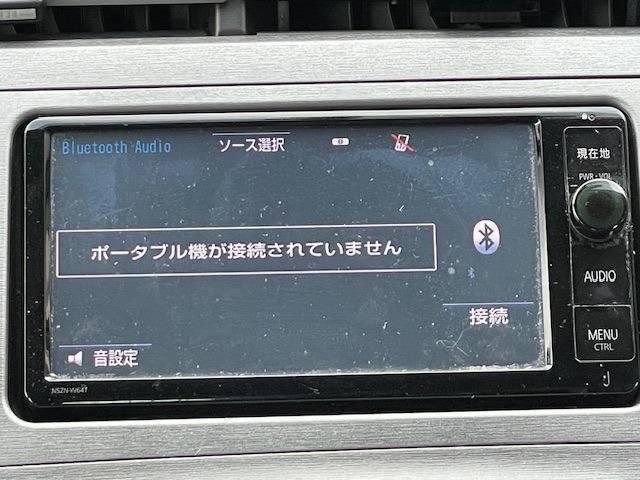 Bluetooth Audio
ソース選択
現在地
PWR・VOL
ポータブル機が接続されていません
AUDIO
接続
MENU
CTRL
音設定
NSZN-W64T